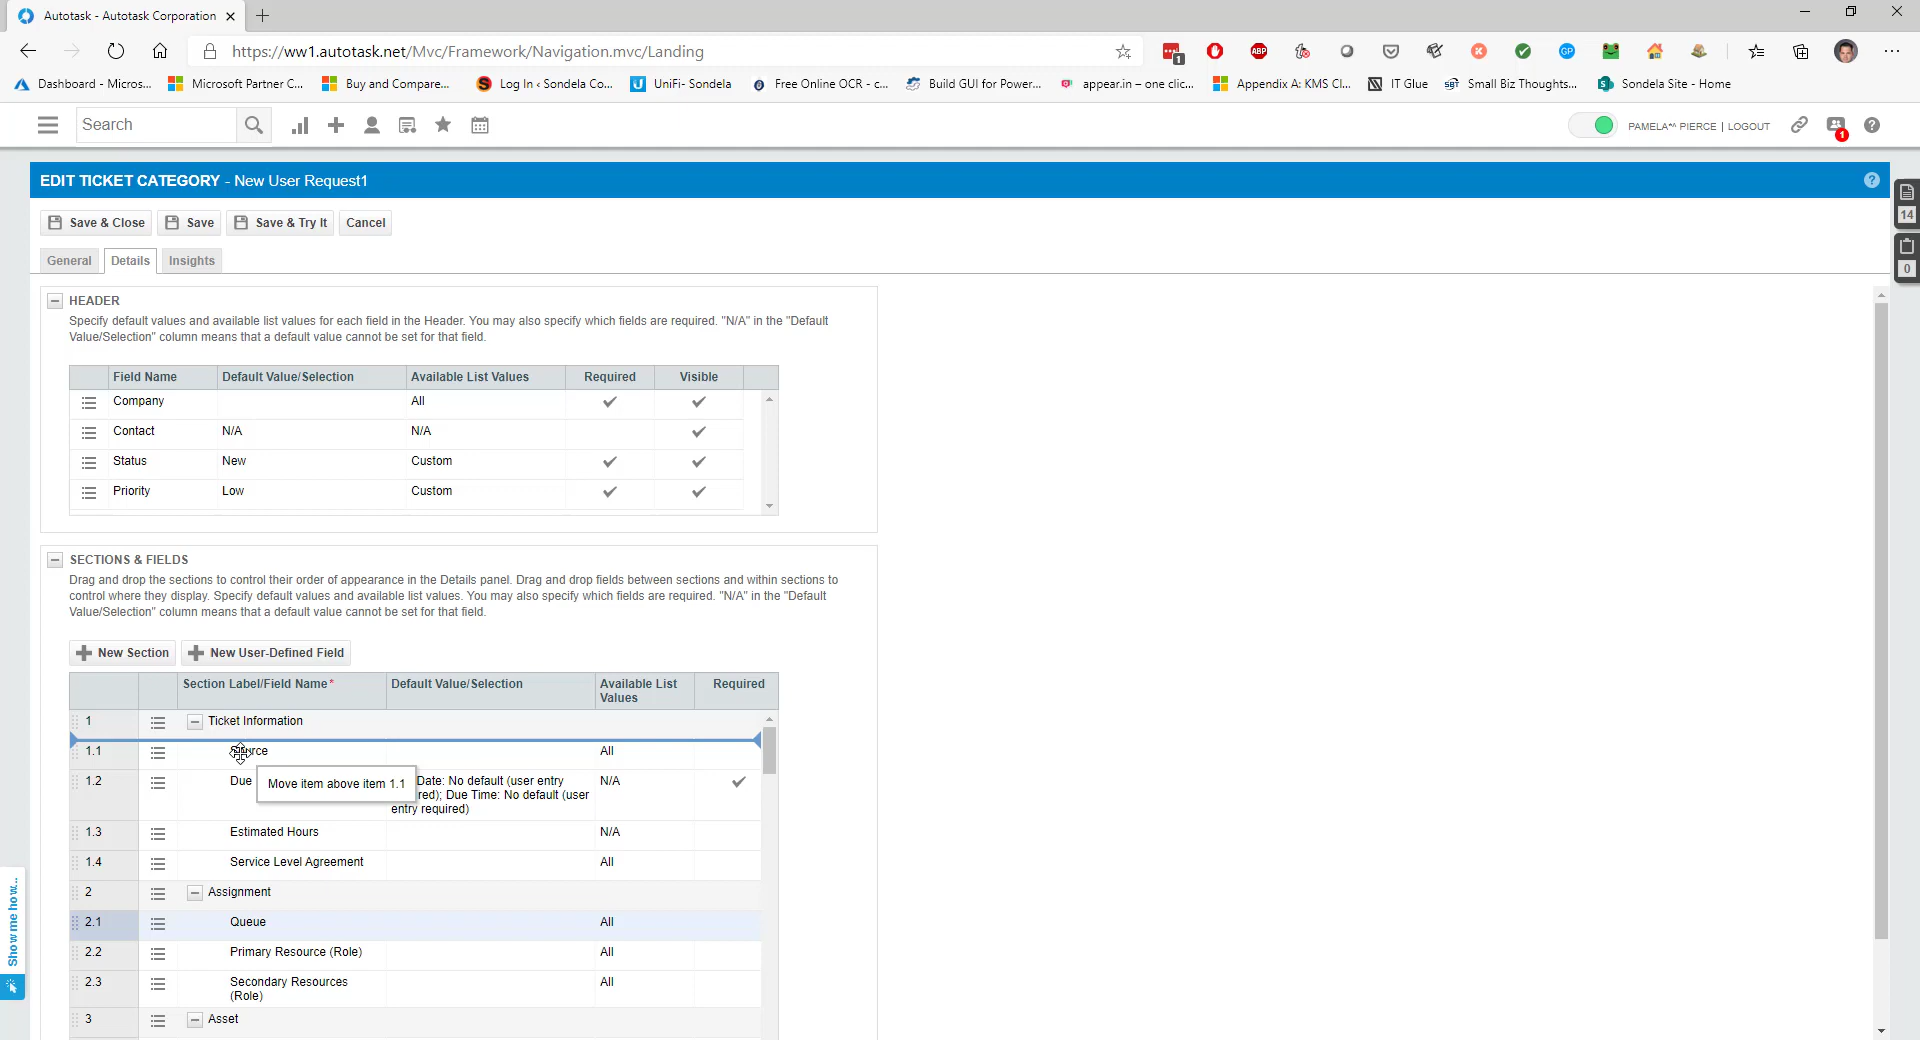 Autotask - Autotask Corporation
https://ww1.autotask.net/Mvc/Framework/Navigation.mvc/Landing
ABP
1
GP
Dashboard - Micros...
Microsoft Partner C...
Buy and Compare...
Log In ‹ Sondela Co...
UniFi- Sondela
Free Online OCR - c...
Build GUI for Power...
appear.in – one clic...
Appendix A: KMS Cl...
IT Glue
SBT
Small Biz Thoughts...
Sondela Site - Home
Search
PAMELA^^ PIERCE | LOGOUT
1
EDIT TICKET CATEGORY - New User Request1
14
0
Save & Close
Save
Save & Try It
Cancel
General
Details
Insights
HEADER
Specify default values and available list values for each field in the Header. You may also specify which fields are required. "N/A" in the "Default
Value/Selection" column means that a default value cannot be set for that field.
Field Name Default Value/Selection Available List Values Required Visible
Company All
Contact N/A N/A
Status New Custom
Priority Low Custom
SECTIONS & FIELDS
Drag and drop the sections to control their order of appearance in the Details panel. Drag and drop fields between sections and within sections to
control where they display. Specify default values and available list values. You may also specify which fields are required. "N/A" in the "Default
Value/Selection" column means that a default value cannot be set for that field.
New Section
New User-Defined Field
Section Label/Field Name* Default Value/Selection Available List Required
Values
1 Ticket Information
1.1 Source All
1.2 Due Date: No default (user entry N/A
red); Due Time: No default (user
entry required)
Move item above item 1.1
1.3 Estimated Hours N/A
1.4 Service Level Agreement All
2 Assignment
2.1 Queue All
2.2 Primary Resource (Role) All
2.3 Secondary Resources All
(Role)
3 Asset
Show me how...